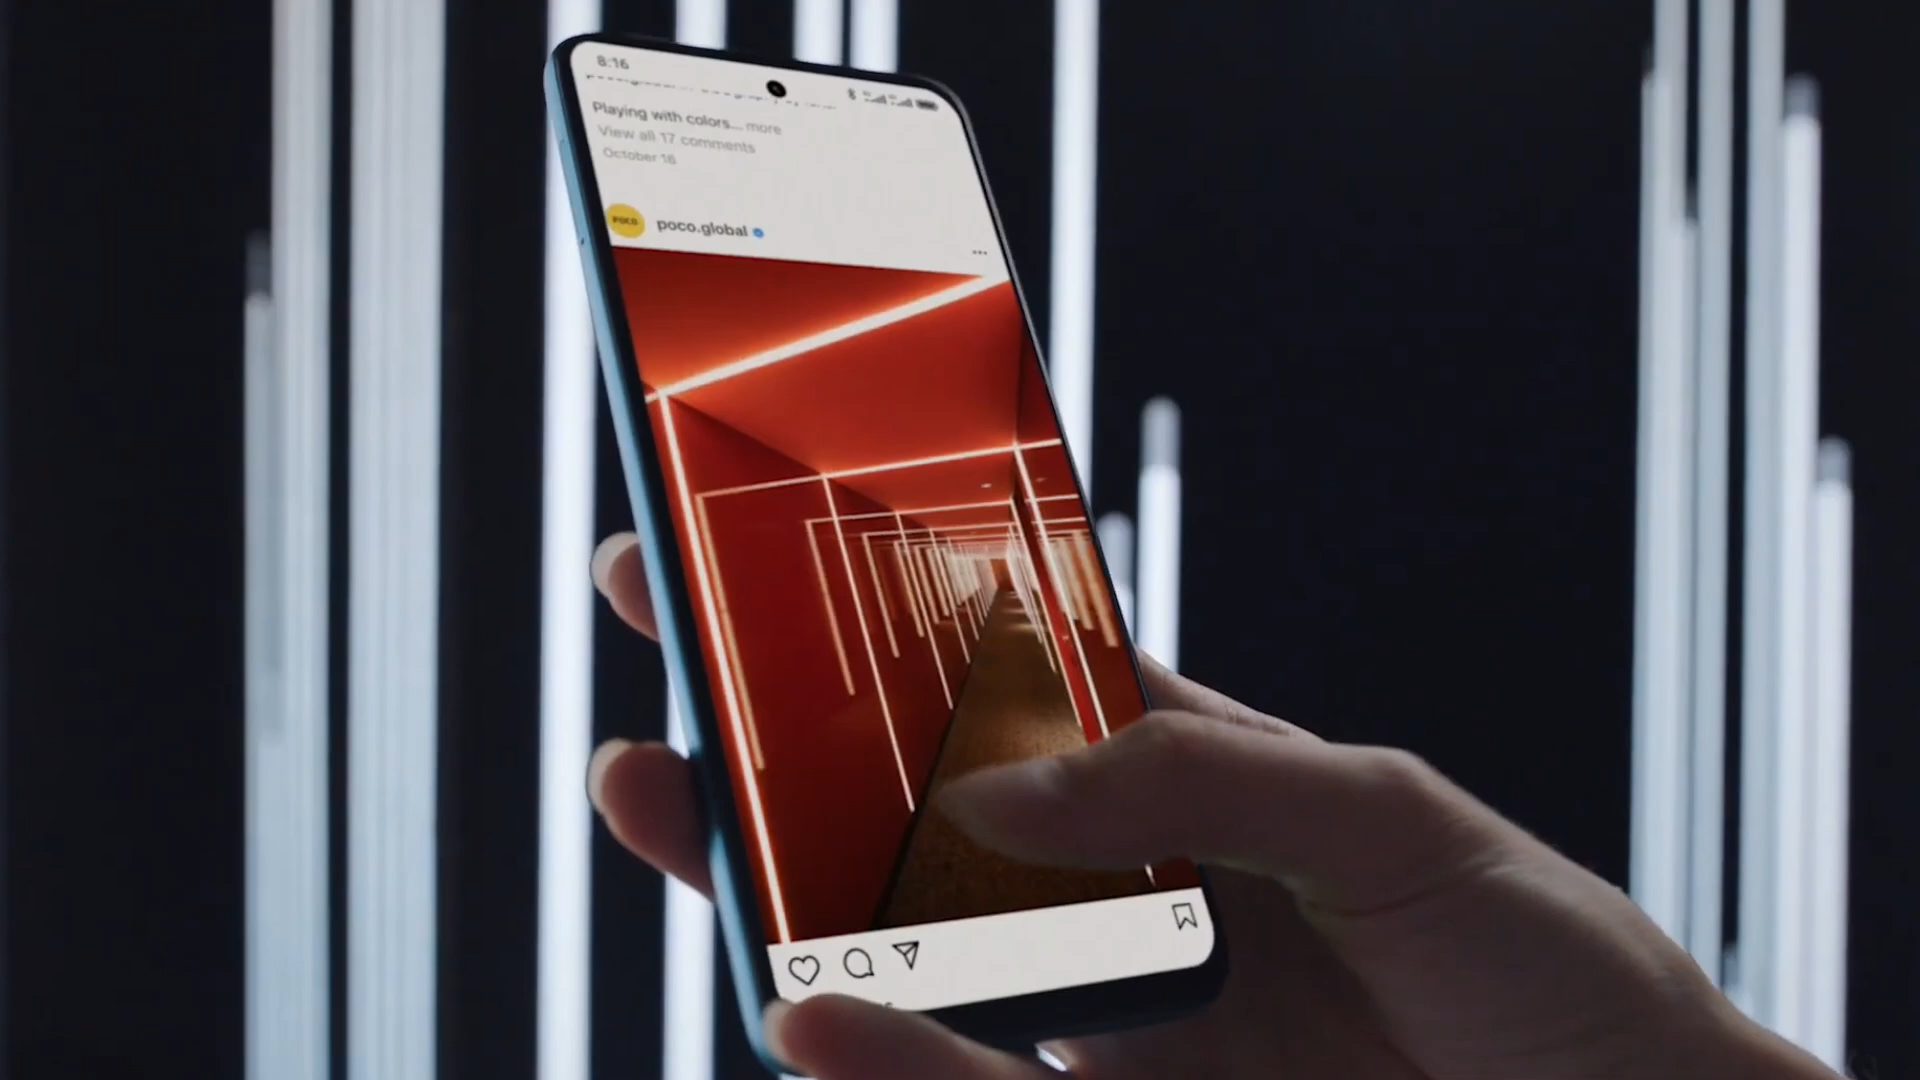 8:16
Playing with colors... more
View all 17 comments
October 16
POCO
poco.global
...